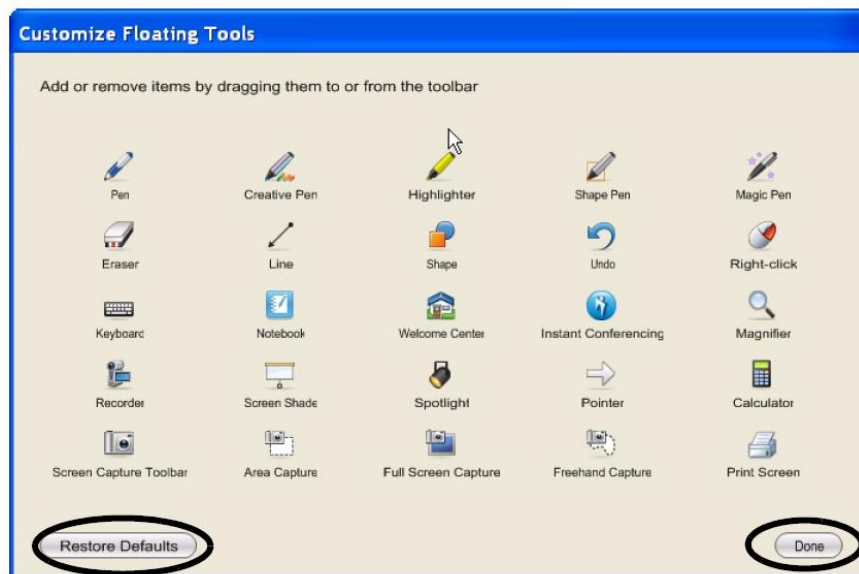 Customize Floating Tools
Add or remove items by dragging them to or from the toolbar
Pen Creative Pen Highlighter Shape Pen Magic Pen
Eraser Line Shape Undo Right-click
Keyboard Notebook Welcome Center Instant Conferencing Magnifier
Recorder Screen Shade Spotlight Pointer Calculator
Screen Capture Toolbar Area Capture Full Screen Capture Freehand Capture Print Screen
Restore Defaults Done